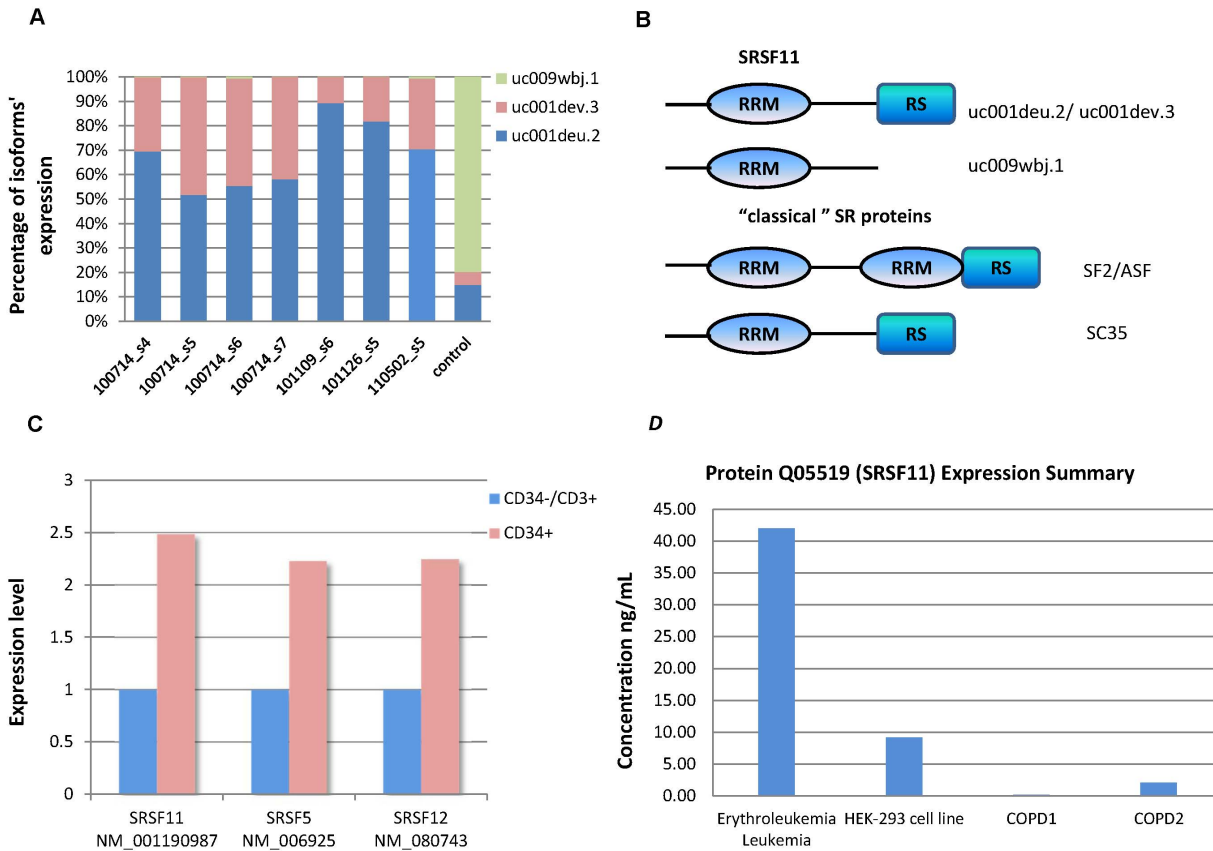 A
Percentage of isoforms'
expression
100%
90%
80%
70%
60%
50%
40%
30%
20%
10%
0%
100714_s4
100714_s5
100714_s6
100714_s7
101109_s6
101126_s5
110502_s5
control
uc009wbj.1
uc001dev.3
uc001deu.2
B
SRSF11
RRM RS
uc001deu.2/ uc001dev.3
RRM
uc009wbj.1
“classical ” SR proteins
RRM RRM RS
SF2/ASF
RRM RS
SC35
C
Expression level
3
2.5
2
1.5
1
0.5
0
CD34-/CD3+
CD34+
SRSF11
NM_001190987
SRSF5
NM_006925
SRSF12
NM_080743
D
Protein Q05519 (SRSF11) Expression Summary
Concentration ng/mL
45.00
40.00
35.00
30.00
25.00
20.00
15.00
10.00
5.00
0.00
Erythroleukemia
Leukemia
HEK-293 cell line
COPD1
COPD2